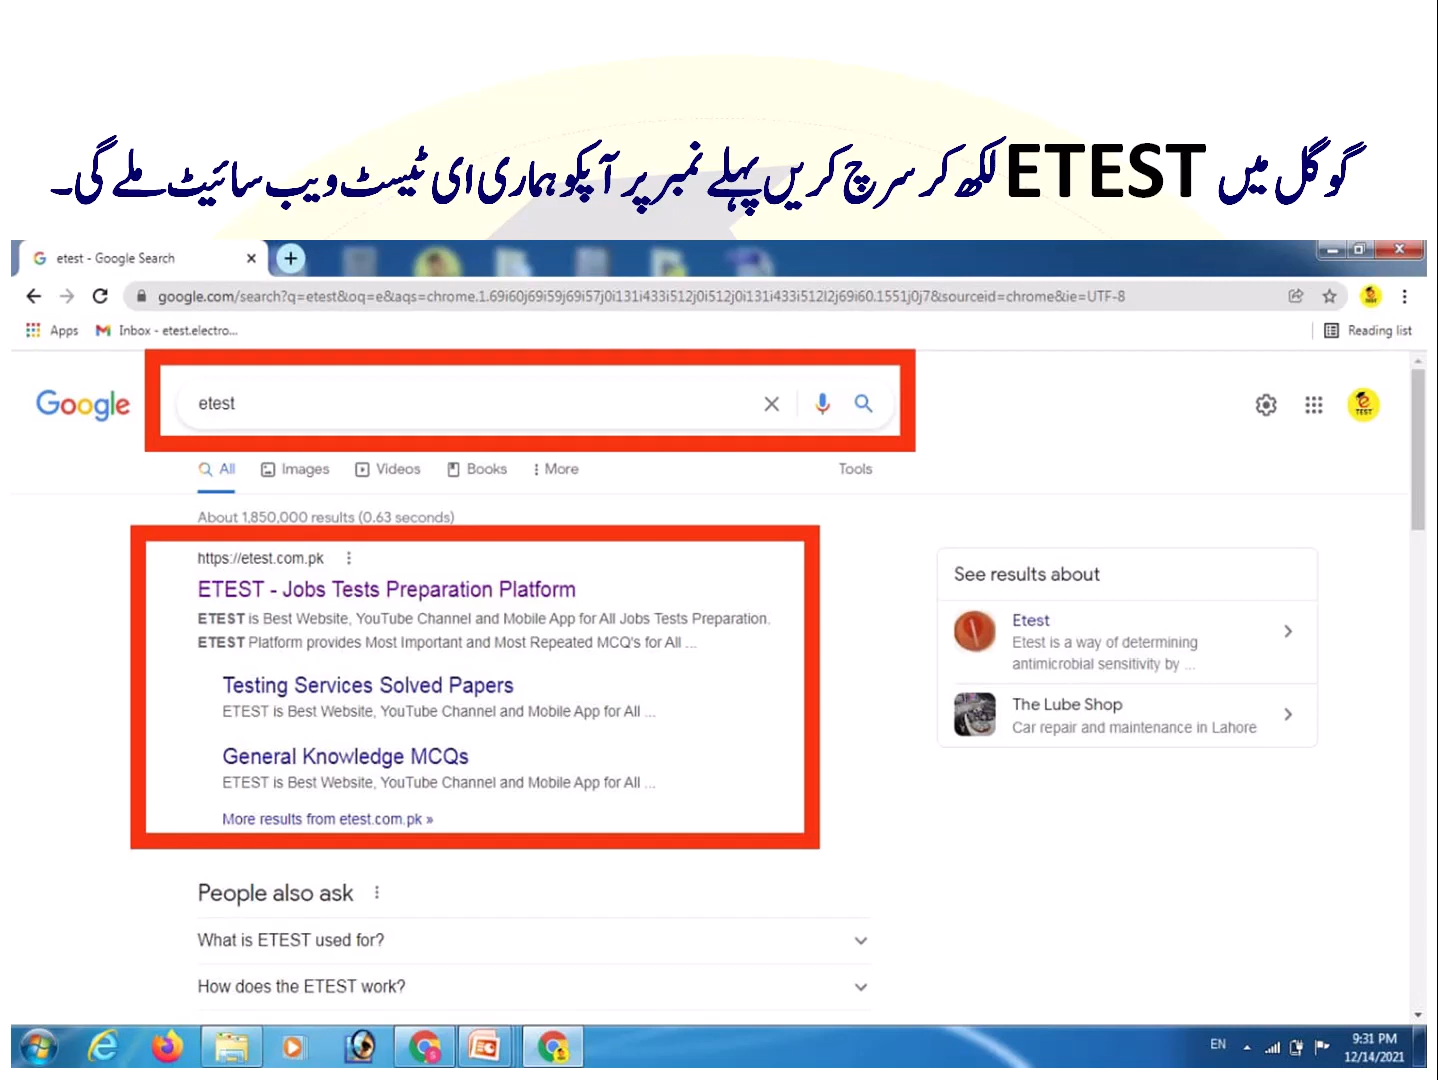 گوگل میں ETEST لکھ کر سرچ کریں پہلے نمبر پر آپکو ہماری ای ٹیسٹ ویب سائیٹ ملے گی۔
etest - Google Search
google.com/search?q=etest&oq=e&aqs=chrome.1.69i60j69i59j69i57j0i131i433i512j0i512j0i131i433i512l2j69i60.1551j0j7&sourceid=chrome&ie=UTF-8
Apps Inbox - etest.electro... Reading list
Google etest e TEST
All Images Videos Books More Tools
About 1,850,000 results (0.63 seconds)
https://etest.com.pk
ETEST - Jobs Tests Preparation Platform
ETEST is Best Website, YouTube Channel and Mobile App for All Jobs Tests Preparation.
ETEST Platform provides Most Important and Most Repeated MCQ's for All ...
Testing Services Solved Papers
ETEST is Best Website, YouTube Channel and Mobile App for All ...
General Knowledge MCQs
ETEST is Best Website, YouTube Channel and Mobile App for All ...
More results from etest.com.pk »
See results about
Etest
Etest is a way of determining
antimicrobial sensitivity by ...
The Lube Shop
Car repair and maintenance in Lahore
People also ask
What is ETEST used for?
How does the ETEST work?
EN 9:31 PM
12/14/2021